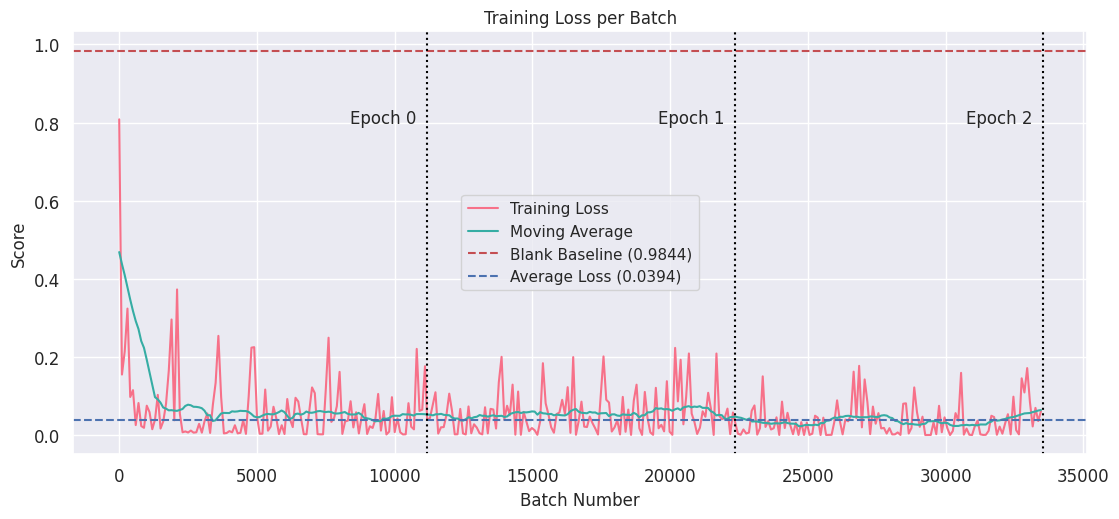 Training Loss per Batch
Score
1.0
0.8
0.6
0.4
0.2
0.0
Epoch 0
Epoch 1
Epoch 2
Training Loss
Moving Average
Blank Baseline (0.9844)
Average Loss (0.0394)
0
5000
10000
15000
20000
25000
30000
35000
Batch Number